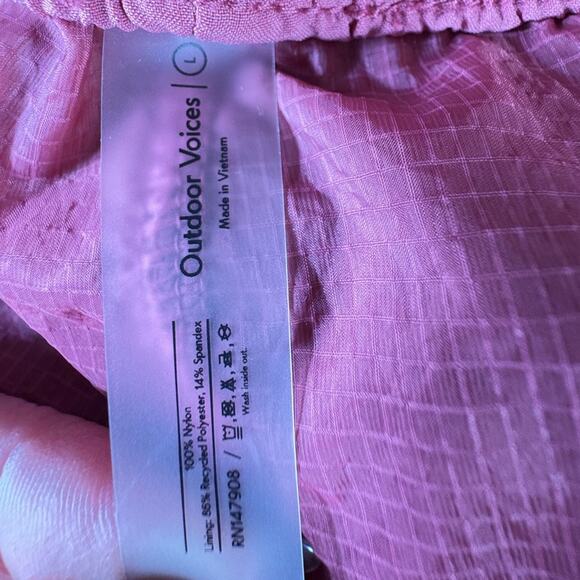 Outdoor Voices | L
Made in Vietnam
100% Nylon
Lining: 86% Recycled Polyester, 14% Spandex
RN147908 /
Wash inside out.